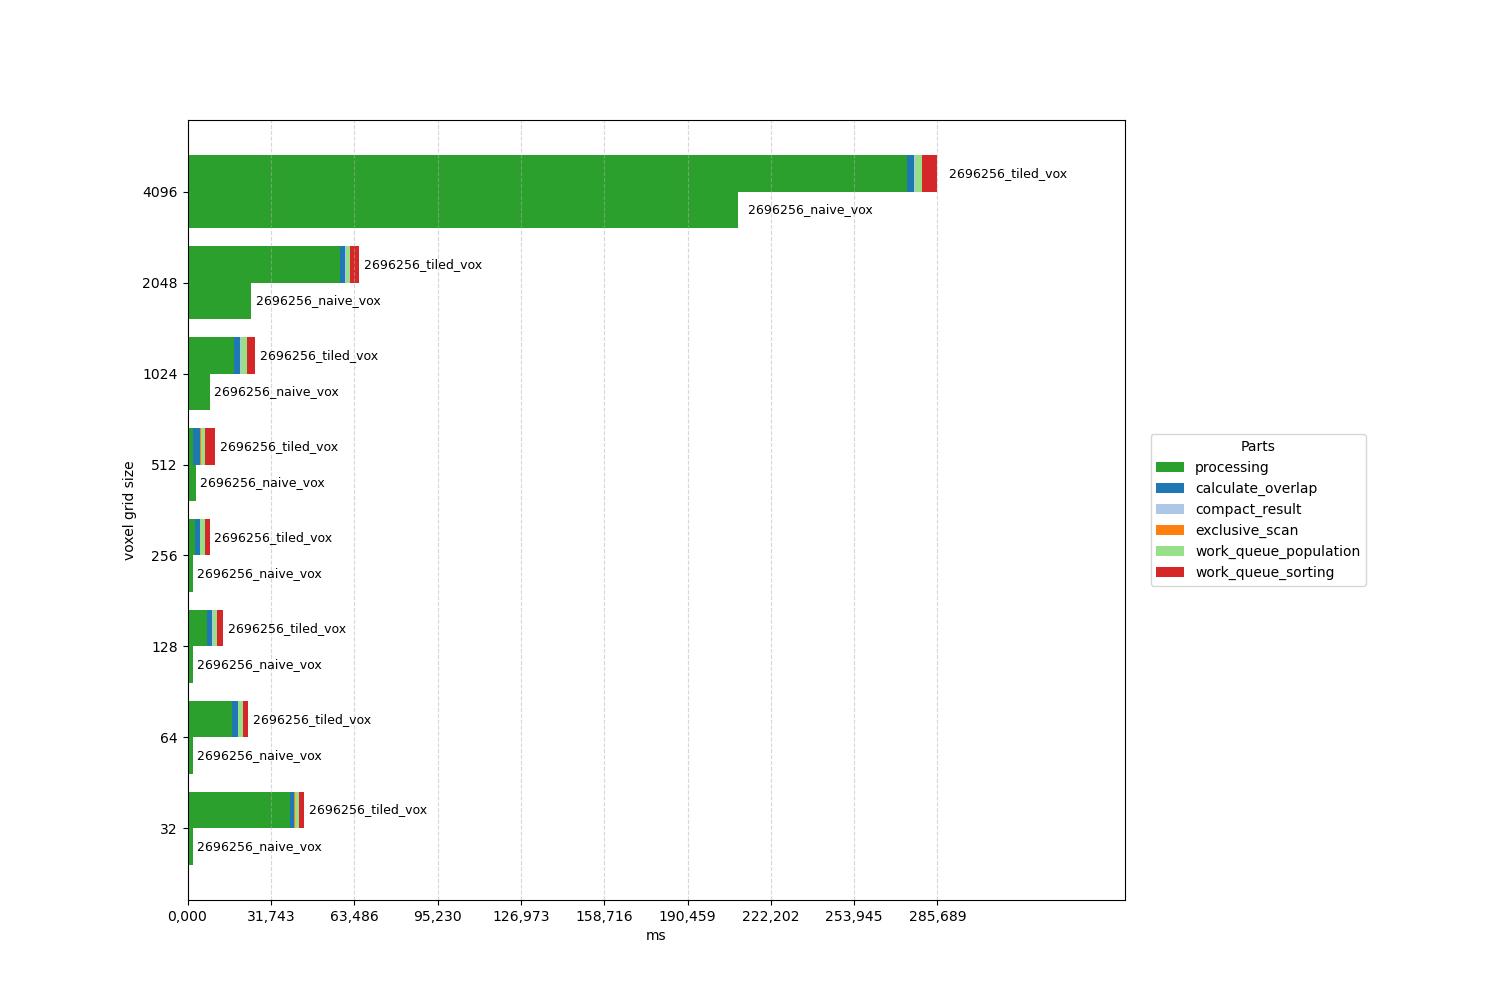 4096
2696256_tiled_vox
2696256_naive_vox
2048
2696256_tiled_vox
2696256_naive_vox
1024
2696256_tiled_vox
2696256_naive_vox
512
2696256_tiled_vox
2696256_naive_vox
256
2696256_tiled_vox
2696256_naive_vox
128
2696256_tiled_vox
2696256_naive_vox
64
2696256_tiled_vox
2696256_naive_vox
32
2696256_tiled_vox
2696256_naive_vox
voxel grid size
0,000 31,743 63,486 95,230 126,973 158,716 190,459 222,202 253,945 285,689
ms
Parts
processing
calculate_overlap
compact_result
exclusive_scan
work_queue_population
work_queue_sorting